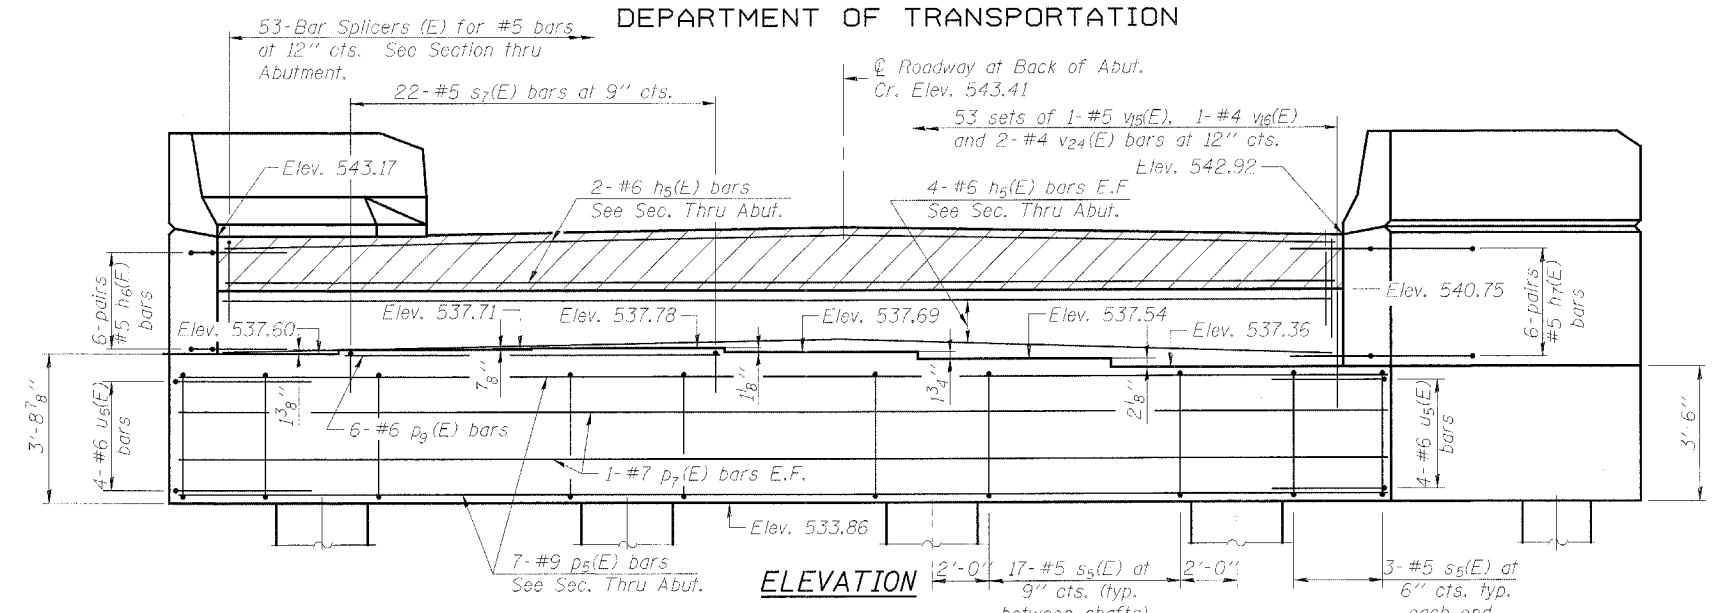 DEPARTMENT OF TRANSPORTATION
53-Bar Splicers (E) for #5 bars
at 12" cts. See Section thru
Abutment.
22-#5 s7(E) bars at 9" cts.
℄ Roadway at Back of Abut.
Cr. Elev. 543.41
53 sets of 1-#5 v15(E), 1-#4 v16(E)
and 2-#4 v24(E) bars at 12" cts.
Elev. 543.17
Elev. 542.92
2-#6 h5(E) bars
See Sec. Thru Abut.
4-#6 h5(E) bars E.F
See Sec. Thru Abut.
6-pairs
#5 h6(E)
bars
Elev. 537.60
Elev. 537.71
Elev. 537.78
Elev. 537.69
Elev. 537.54
Elev. 537.36
Elev. 540.75
6-pairs
#5 h7(E)
bars
3'-8 7/8"
4-#6 u5(E)
bars
1 3/8"
7/8"
1 1/8"
1 3/4"
2 1/8"
4-#6 u5(E)
bars
3'-6"
6-#6 p9(E) bars
1-#7 p7(E) bars E.F.
Elev. 533.86
7-#9 p5(E) bars
See Sec. Thru Abut.
ELEVATION
2'-0"
17-#5 s5(E) at
9" cts. (typ.
between shafts)
2'-0"
3-#5 s5(E) at
6" cts. typ.
each end